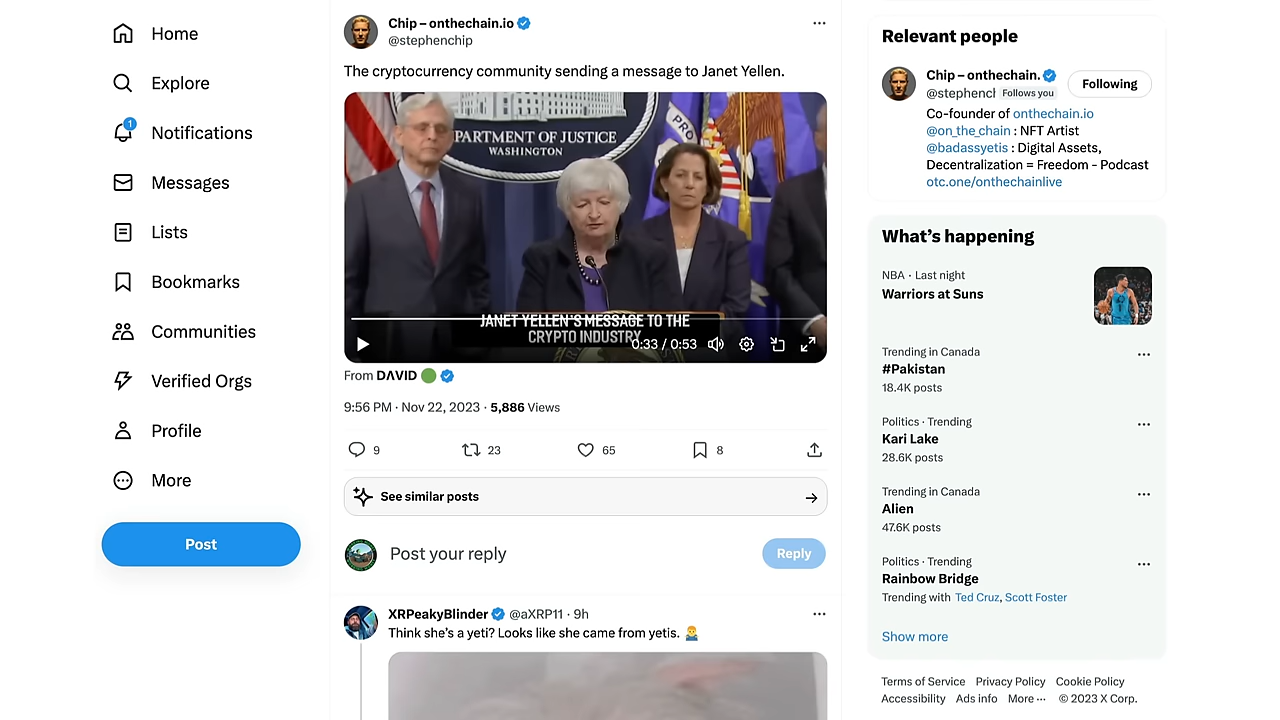 Home
Explore
1
Notifications
Messages
Lists
Bookmarks
Communities
Verified Orgs
Profile
More
Post
Chip – onthechain.io
@stephenchip
The cryptocurrency community sending a message to Janet Yellen.
PARTMENT OF JUSTICE
WASHINGTON
PRO
JANET YELLEN'S MESSAGE TO THE
CRYPTO INDUSTRY
0:33 / 0:53
From DΛVID
9:56 PM · Nov 22, 2023 · 5,886 Views
9 23 65 8
See similar posts
Post your reply
Reply
XRPeakyBlinder @aXRP11 · 9h
Think she's a yeti? Looks like she came from yetis. 🤷‍♂️
Relevant people
Chip – onthechain.
@stephencl Follows you
Following
Co-founder of onthechain.io
@on_the_chain : NFT Artist
@badassyetis : Digital Assets,
Decentralization = Freedom - Podcast
otc.one/onthechainlive
What's happening
NBA · Last night
Warriors at Suns
Trending in Canada
#Pakistan
18.4K posts
Politics · Trending
Kari Lake
28.6K posts
Trending in Canada
Alien
47.6K posts
Politics · Trending
Rainbow Bridge
Trending with Ted Cruz, Scott Foster
Show more
Terms of Service Privacy Policy Cookie Policy
Accessibility Ads info More ··· © 2023 X Corp.